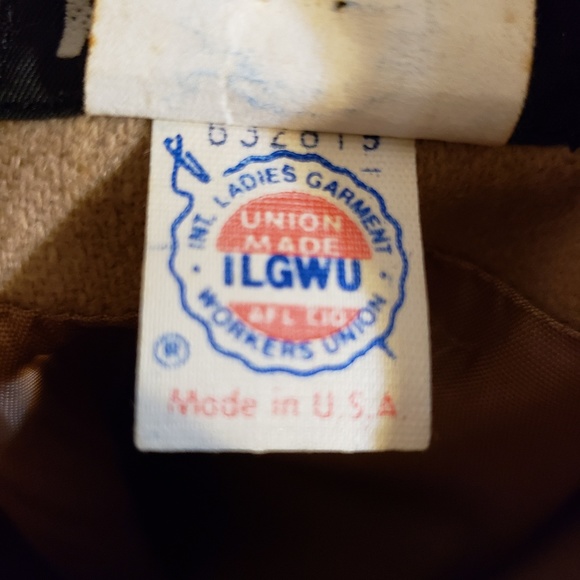 INT. LADIES GARMENT
UNION
MADE
ILGWU
AFL CIO
WORKERS UNION
®
Made in U.S.A.